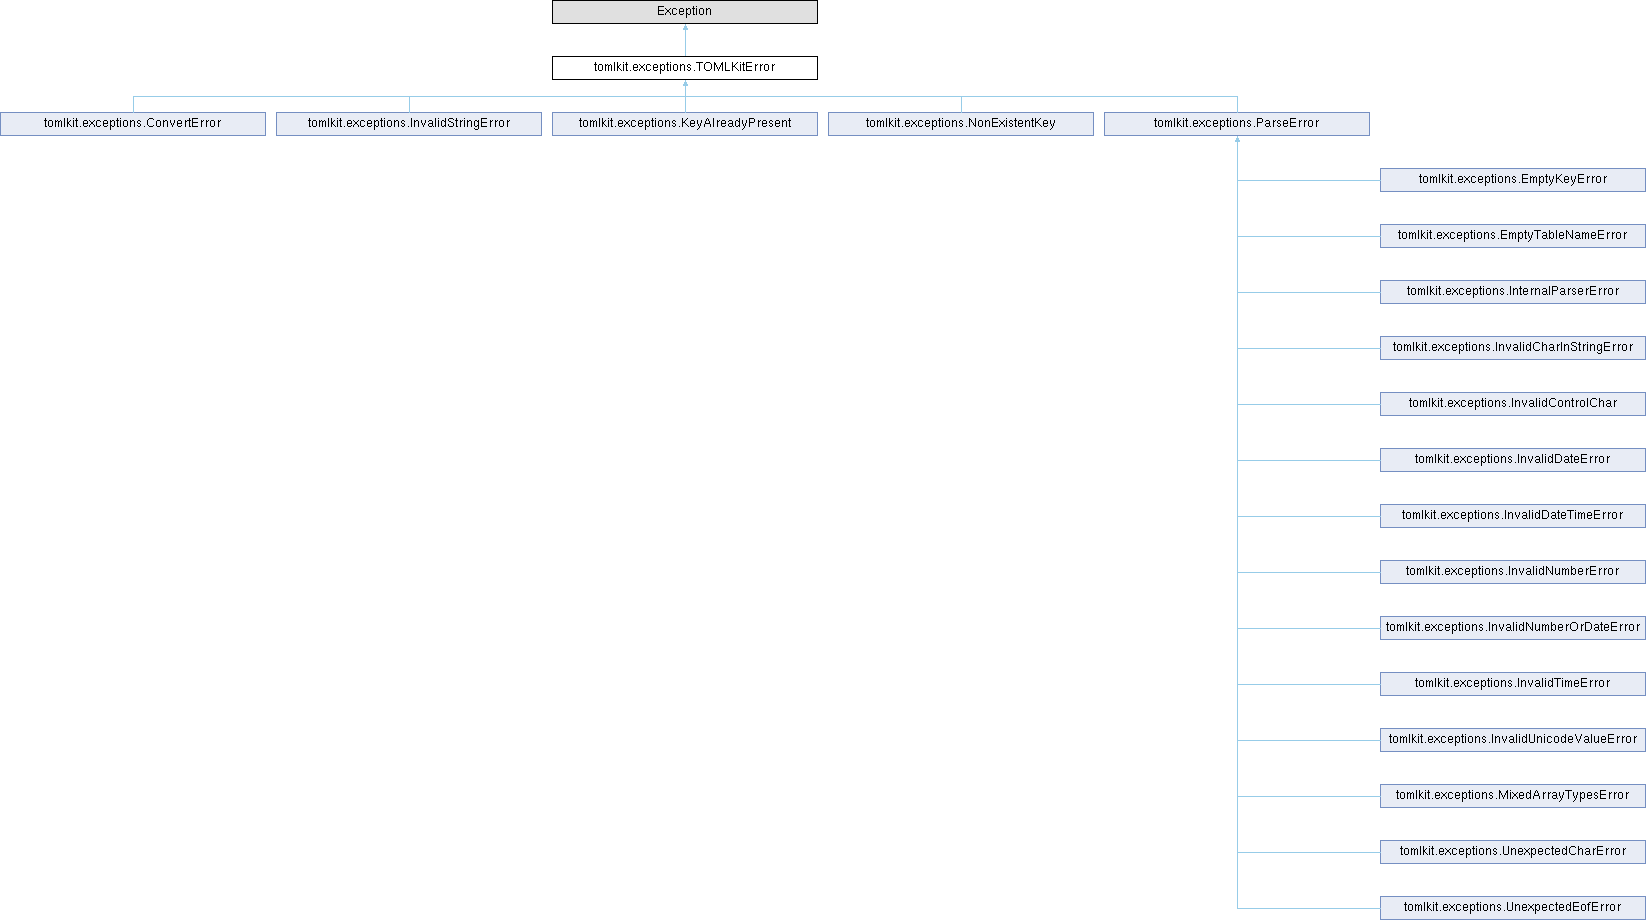 Exception
tomlkit.exceptions.TOMLKitError
tomlkit.exceptions.ConvertError
tomlkit.exceptions.InvalidStringError
tomlkit.exceptions.KeyAlreadyPresent
tomlkit.exceptions.NonExistentKey
tomlkit.exceptions.ParseError
tomlkit.exceptions.EmptyKeyError
tomlkit.exceptions.EmptyTableNameError
tomlkit.exceptions.InternalParserError
tomlkit.exceptions.InvalidCharInStringError
tomlkit.exceptions.InvalidControlChar
tomlkit.exceptions.InvalidDateError
tomlkit.exceptions.InvalidDateTimeError
tomlkit.exceptions.InvalidNumberError
tomlkit.exceptions.InvalidNumberOrDateError
tomlkit.exceptions.InvalidTimeError
tomlkit.exceptions.InvalidUnicodeValueError
tomlkit.exceptions.MixedArrayTypesError
tomlkit.exceptions.UnexpectedCharError
tomlkit.exceptions.UnexpectedEofError